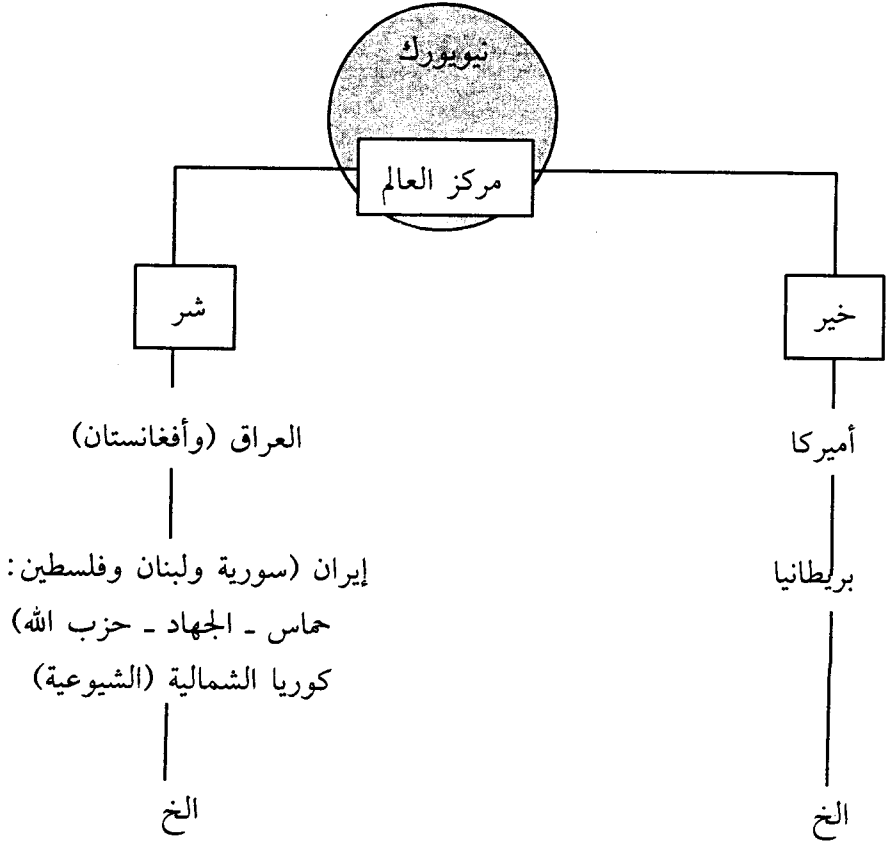 نيويورك
مركز العالم
خير
شر
أميركا
العراق (وأفغانستان)
بريطانيا
إيران (سورية ولبنان وفلسطين:
حماس ـ الجهاد ـ حزب الله)
كوريا الشمالية (الشيوعية)
الخ
الخ